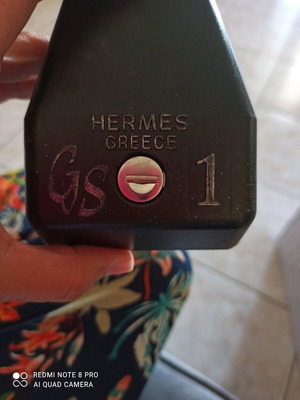 HERMES
GREECE
GS 1
REDMI NOTE 8 PRO
AI QUAD CAMERA